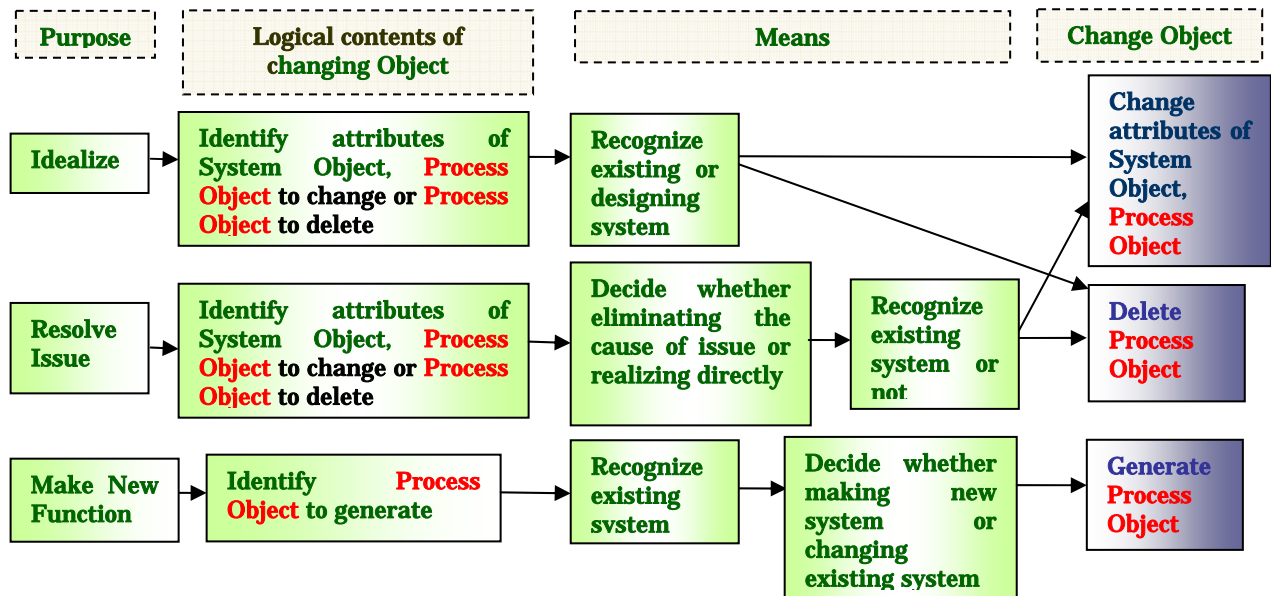 Purpose
Logical contents of
changing Object
Means
Change Object
Idealize
Identify attributes of
System Object, Process
Object to change or Process
Object to delete
Recognize
existing or
designing
system
Change
attributes of
System
Object,
Process
Object
Resolve
Issue
Identify attributes of
System Object, Process
Object to change or Process
Object to delete
Decide whether
eliminating the
cause of issue or
realizing directly
Recognize
existing
system or
not
Delete
Process
Object
Make New
Function
Identify Process
Object to generate
Recognize
existing
system
Decide whether
making new
system or
changing
existing system
Generate
Process
Object